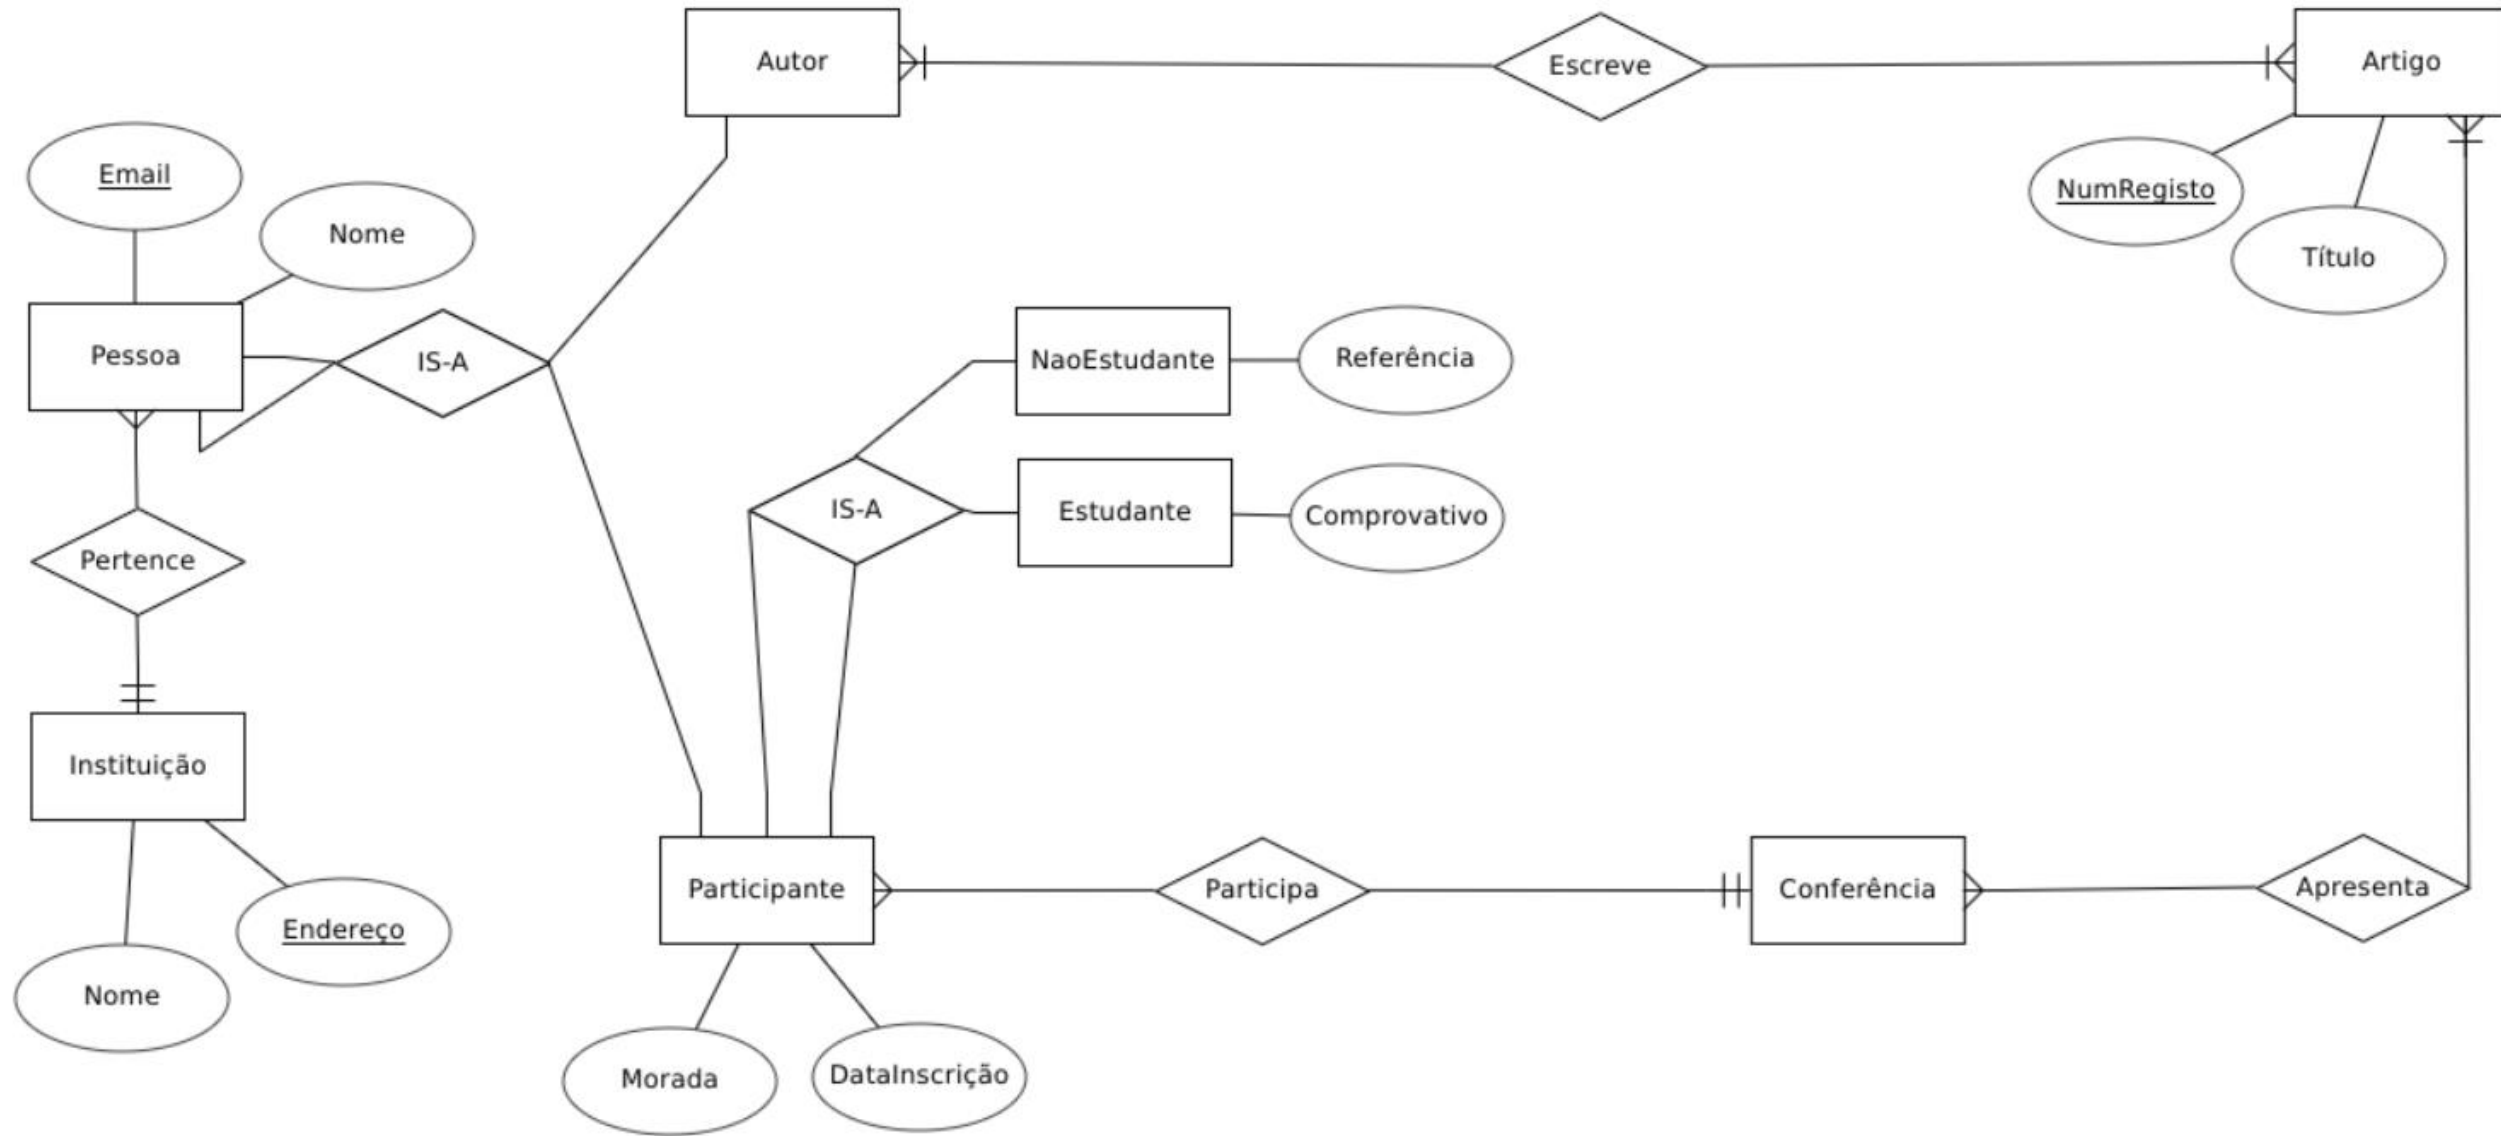 Autor
Escreve
Artigo
Email
Nome
NumRegisto
Título
Pessoa
IS-A
NaoEstudante
Referência
IS-A
Estudante
Comprovativo
Pertence
Instituição
Participante
Participa
Conferência
Apresenta
Endereço
Nome
Morada
DataInscrição